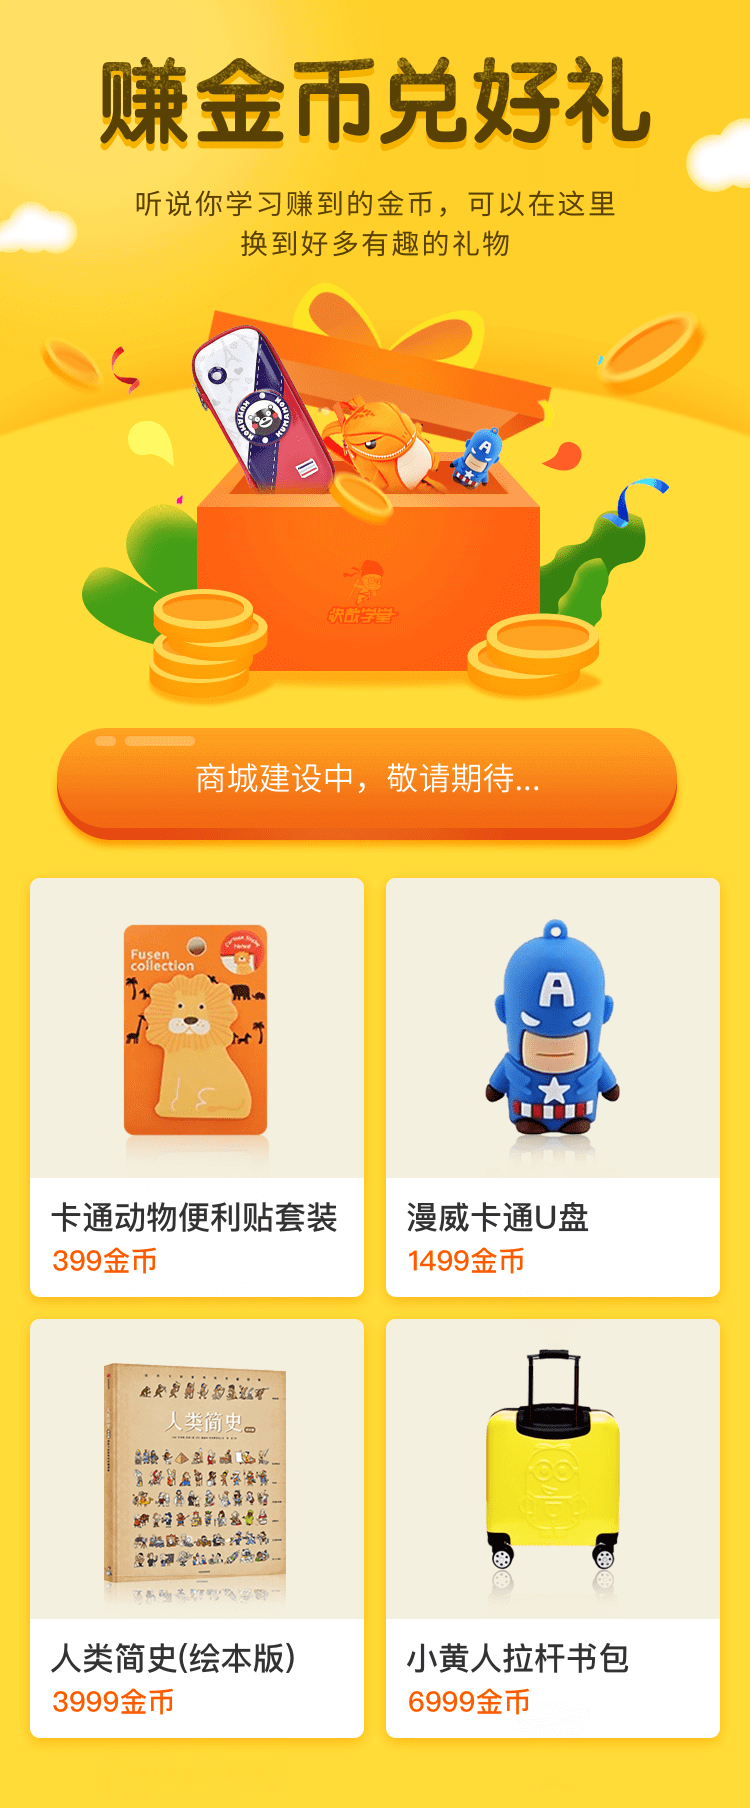 赚金币兑好礼
听说你学习赚到的金币，可以在这里
换到好多有趣的礼物
KUMAMON
KUMAMON
A
商城建设中，敬请期待...
Fusen
collection
A
卡通动物便利贴套装
399金币
漫威卡通U盘
1499金币
人类简史
人类简史(绘本版)
3999金币
小黄人拉杆书包
6999金币